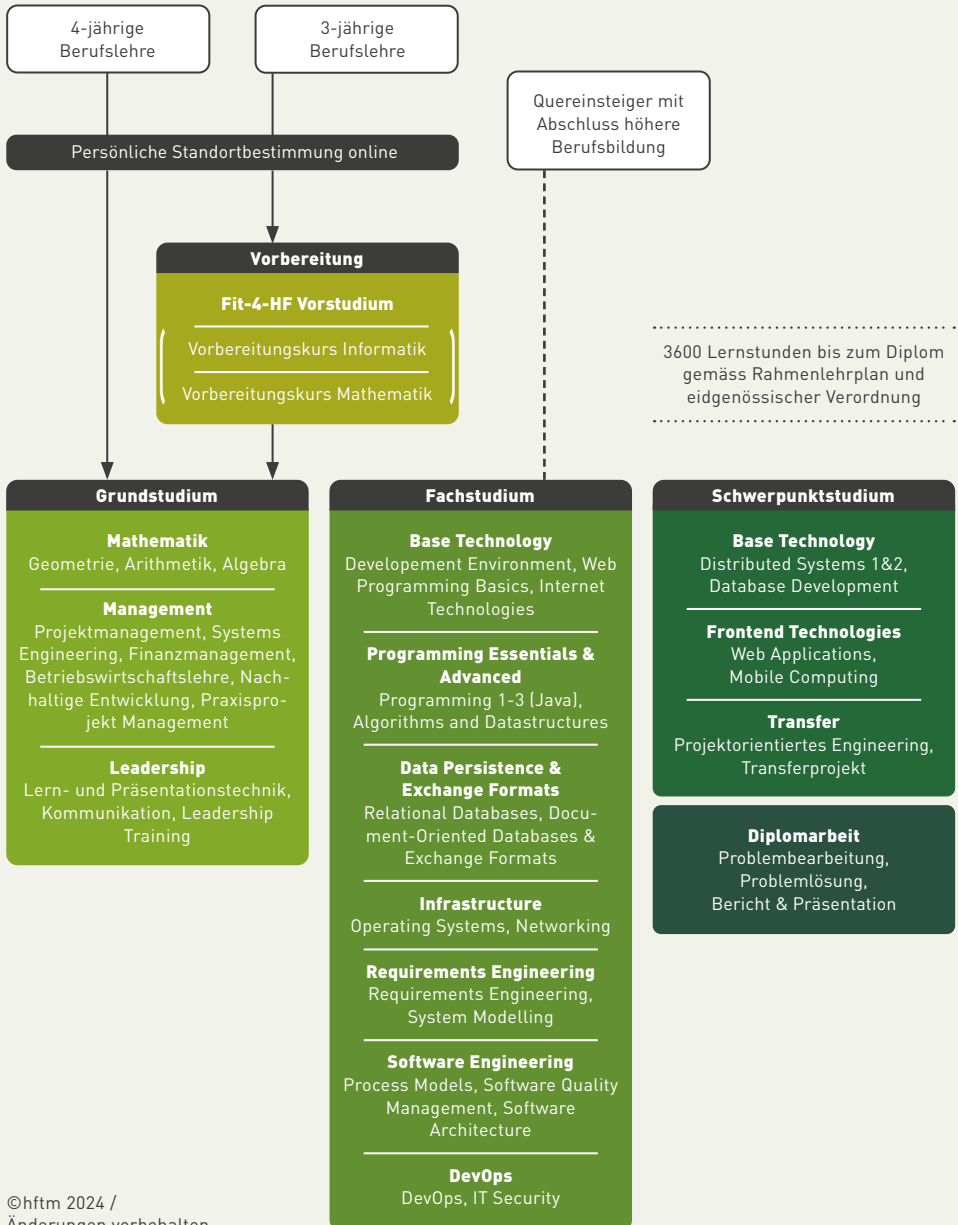 4-jährige
Berufslehre
3-jährige
Berufslehre
Quereinsteiger mit
Abschluss höhere
Berufsbildung
Persönliche Standortbestimmung online
Vorbereitung
Fit-4-HF Vorstudium
Vorbereitungskurs Informatik
Vorbereitungskurs Mathematik
3600 Lernstunden bis zum Diplom
gemäss Rahmenlehrplan und
eidgenössischer Verordnung
Grundstudium
Mathematik
Geometrie, Arithmetik, Algebra
Management
Projektmanagement, Systems
Engineering, Finanzmanagement,
Betriebswirtschaftslehre, Nach-
haltige Entwicklung, Praxispro-
jekt Management
Leadership
Lern- und Präsentationstechnik,
Kommunikation, Leadership
Training
Fachstudium
Base Technology
Developement Environment, Web
Programming Basics, Internet
Technologies
Programming Essentials &
Advanced
Programming 1-3 (Java),
Algorithms and Datastructures
Data Persistence &
Exchange Formats
Relational Databases, Docu-
ment-Oriented Databases &
Exchange Formats
Infrastructure
Operating Systems, Networking
Requirements Engineering
Requirements Engineering,
System Modelling
Software Engineering
Process Models, Software Quality
Management, Software
Architecture
DevOps
DevOps, IT Security
Schwerpunktstudium
Base Technology
Distributed Systems 1&2,
Database Development
Frontend Technologies
Web Applications,
Mobile Computing
Transfer
Projektorientiertes Engineering,
Transferprojekt
Diplomarbeit
Problembearbeitung,
Problemlösung,
Bericht & Präsentation
©hftm 2024 /
Änderungen vorbehalten